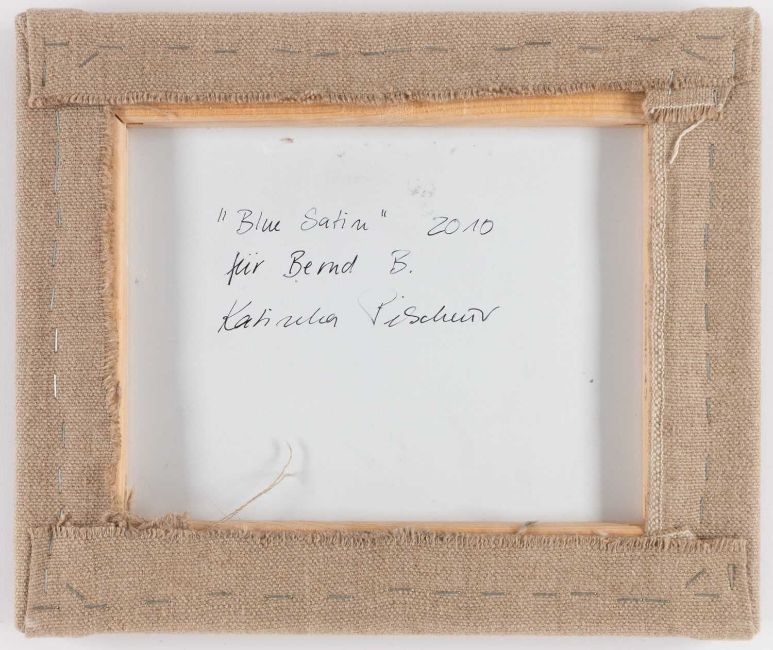 "Blue Satin" 2010
für Bernd B.
Katinka